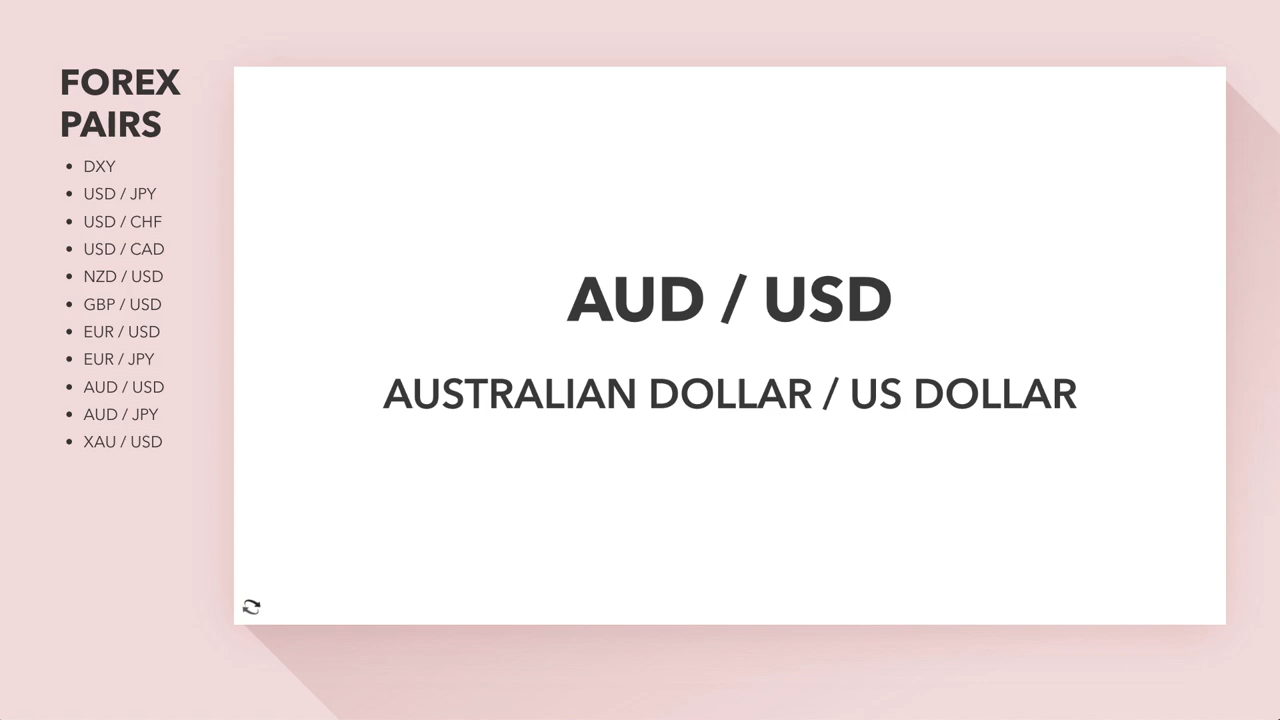 FOREX
PAIRS
• DXY
• USD / JPY
• USD / CHF
• USD / CAD
• NZD / USD
• GBP / USD
• EUR / USD
• EUR / JPY
• AUD / USD
• AUD / JPY
• XAU / USD
AUD / USD
AUSTRALIAN DOLLAR / US DOLLAR